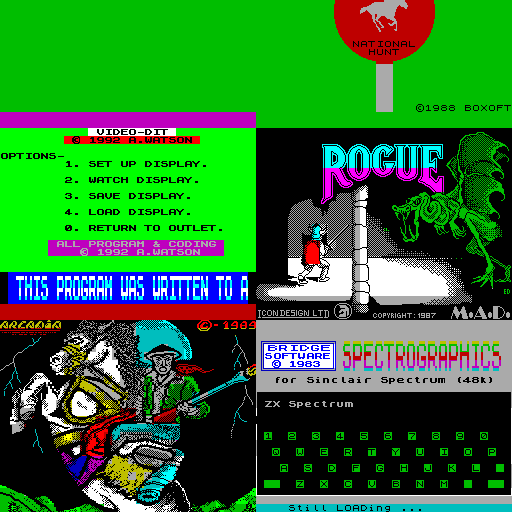 NATIONAL
HUNT
©1988 BOXOFT
VIDEO-DIT
© 1992 A.WATSON
OPTIONS-
1. SET UP DISPLAY.
2. WATCH DISPLAY.
3. SAVE DISPLAY.
4. LOAD DISPLAY.
0. RETURN TO OUTLET.
ALL PROGRAM & CODING
© 1992 A.WATSON
THIS PROGRAM WAS WRITTEN TO A
ROGUE
ED
ICON DESIGN LTD
COPYRIGHT: 1987
M.A.D.
ARCADIA
©-1989
BRIDGE
SOFTWARE
© 1983
SPECTROGRAPHICS
for Sinclair Spectrum (48k)
ZX Spectrum
1 2 3 4 5 6 7 8 9 0
Q W E R T Y U I O P
A S D F G H J K L
Z X C V B N M
Still LOADing ...